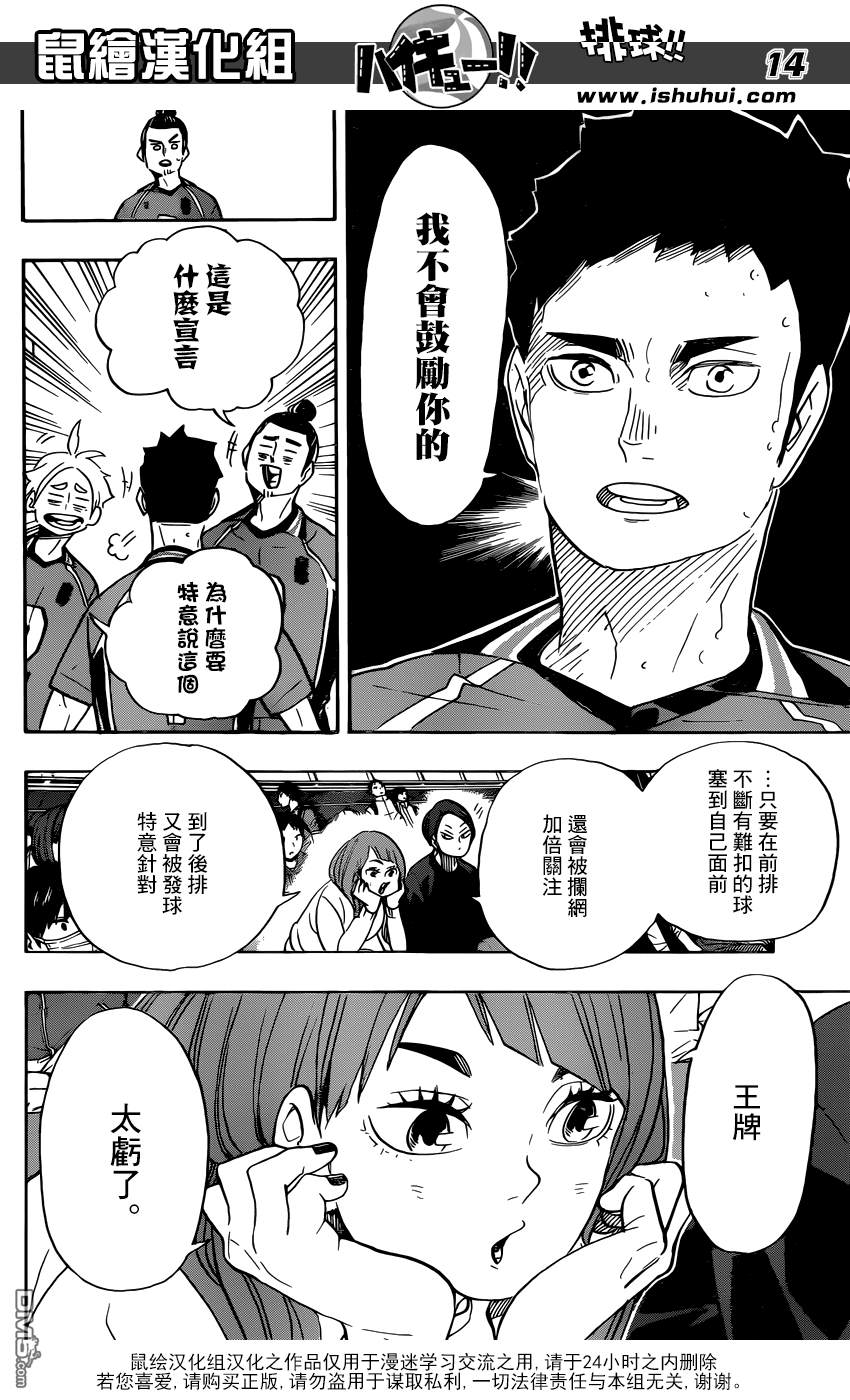 鼠繪漢化組
ハイキュー!!
排球!!
14
www.ishuhui.com
我不會鼓勵你的
這是
什麼宣言
為什麼要
特意說這個
…只要在前排
不斷有難扣的球
塞到自己面前
還會被攔網
加倍關注
到了後排
又會被發球
特意針對
王牌
太虧了。
鼠绘汉化组汉化之作品仅用于漫迷学习交流之用, 请于24小时之内删除
若您喜爱, 请购买正版, 请勿盗用于谋取私利, 一切法律责任与本组无关, 谢谢。